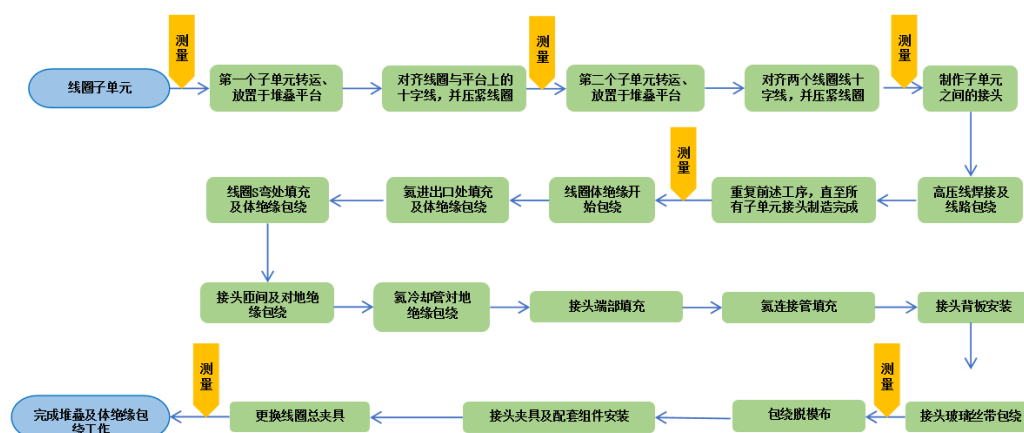 测
量
测
量
测
量
线圈子单元
第一个子单元转运、
放置于堆叠平台
对齐线圈与平台上的
十字线，并压紧线圈
第二个子单元转运、
放置于堆叠平台
对齐两个线圈线十
字线，并压紧线圈
制作子单元
之间的接头
测
量
线圈S弯处填充
及体绝缘包绕
氦进出口处填充
及体绝缘包绕
线圈体绝缘开
始包绕
重复前述工序，直至所
有子单元接头制造完成
高压线焊接及
线路包绕
接头匝间及对地绝
缘包绕
氦冷却管对地
绝缘包绕
接头端部填充
氦连接管填充
接头背板安装
测
量
测
量
完成堆叠及体绝缘包
绕工作
更换线圈总夹具
接头夹具及配套组件安装
包绕脱模布
接头玻璃丝带包绕